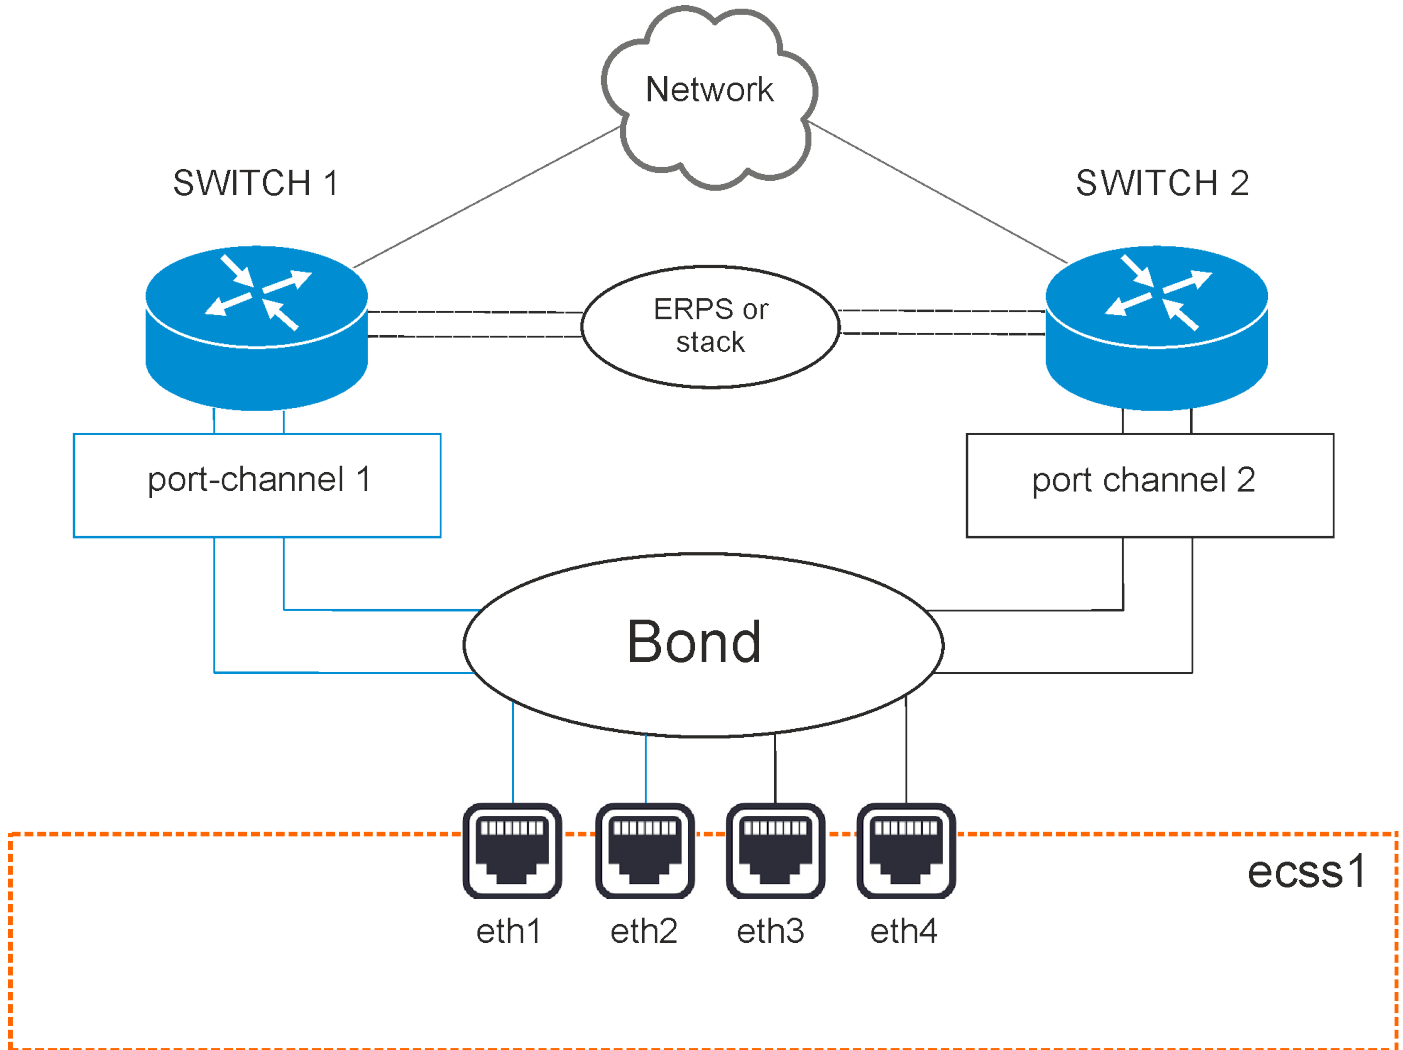 Network
SWITCH 1
SWITCH 2
ERPS or
stack
port-channel 1
port channel 2
Bond
ecss1
eth1
eth2
eth3
eth4